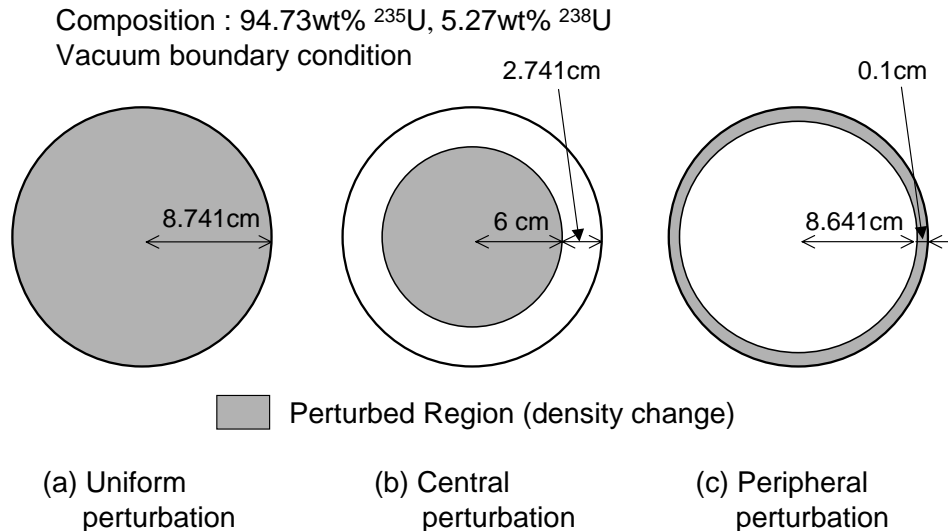 Composition : 94.73wt% ²³⁵U, 5.27wt% ²³⁸U
Vacuum boundary condition
2.741cm
0.1cm
8.741cm
6 cm
8.641cm
Perturbed Region (density change)
(a) Uniform
perturbation
(b) Central
perturbation
(c) Peripheral
perturbation